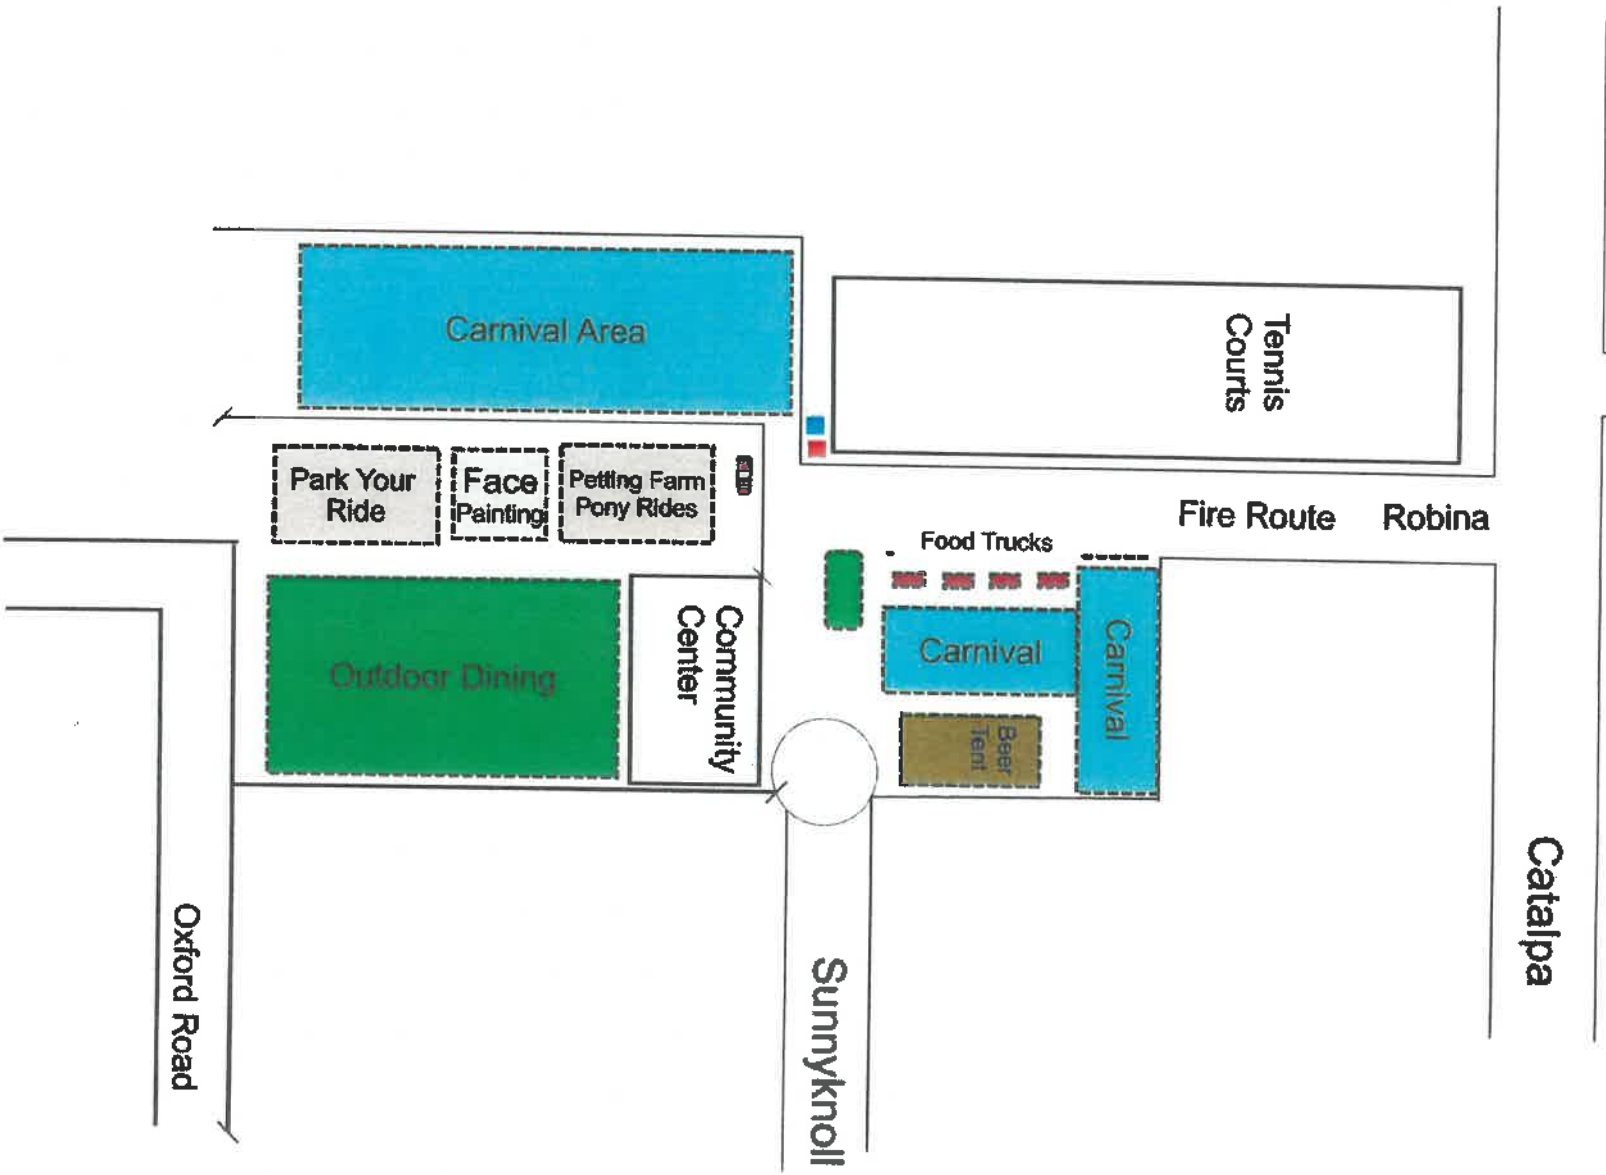 Carnival Area
Tennis
Courts
Park Your
Ride
Face
Painting
Petting Farm
Pony Rides
Fire Route
Robina
Food Trucks
Outdoor Dining
Community
Center
Carnival
Carnival
Beer
Tent
Catalpa
Oxford Road
Sunnyknoll